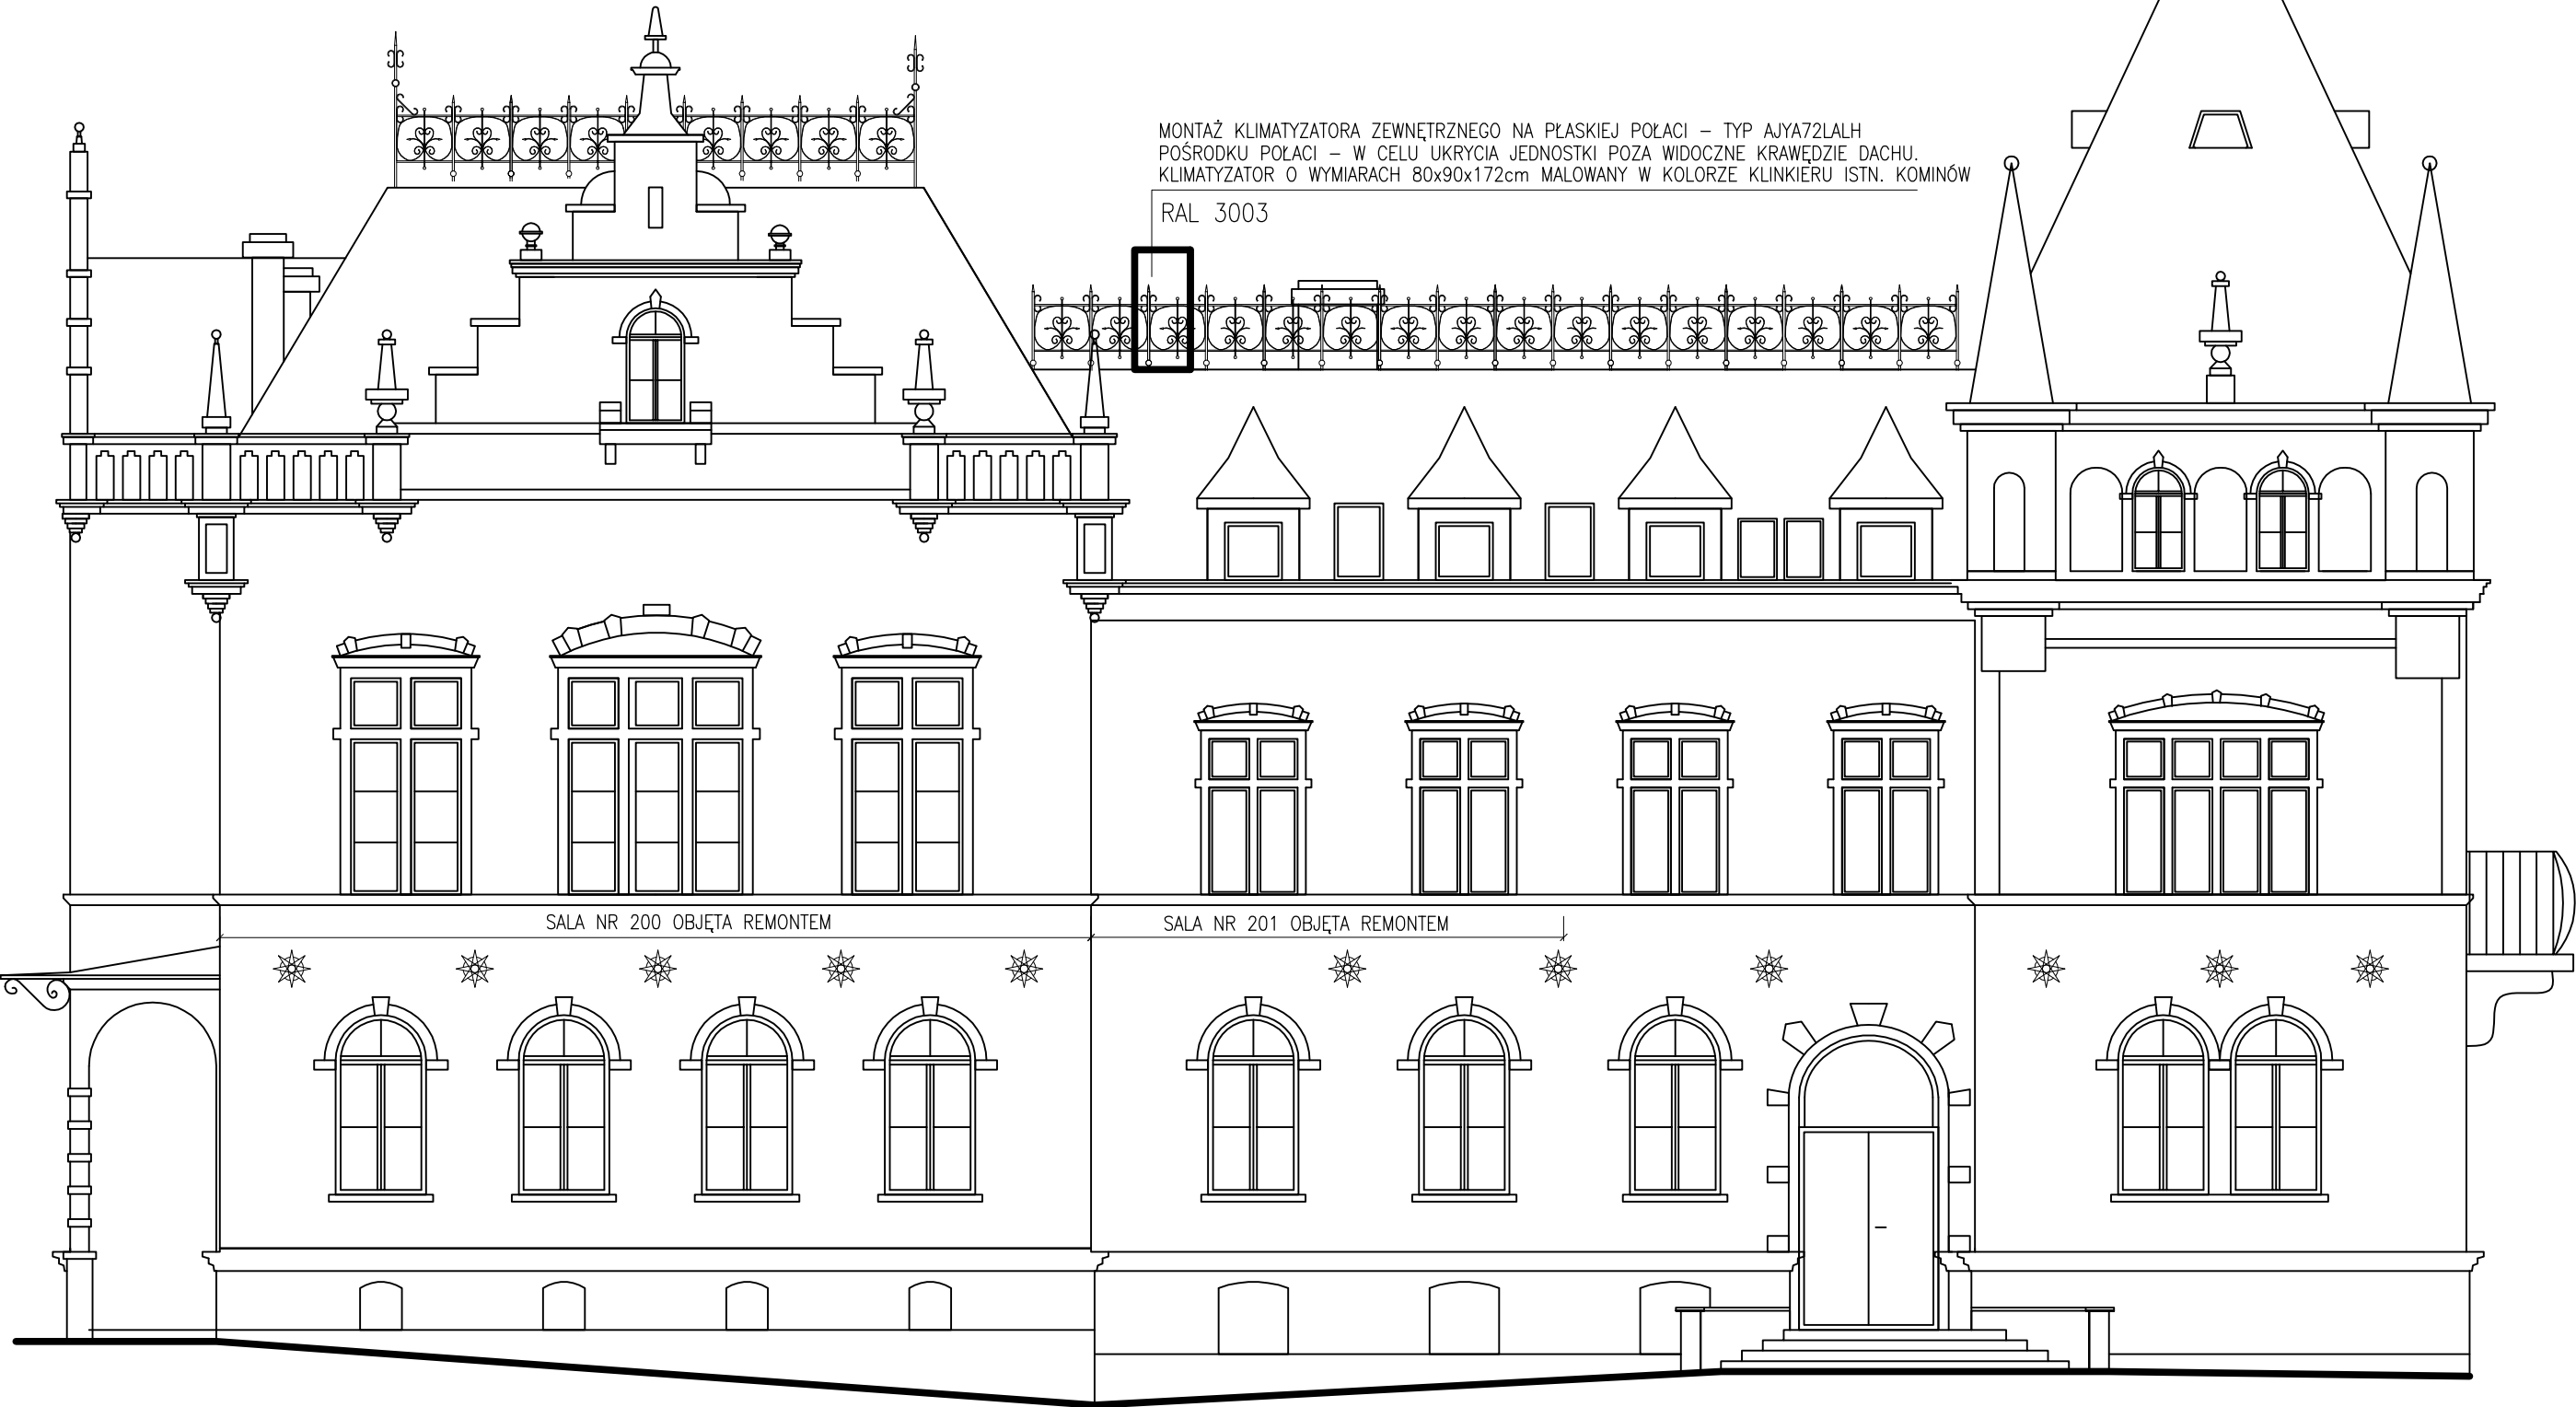 MONTAŻ KLIMATYZATORA ZEWNĘTRZNEGO NA PŁASKIEJ POŁACI – TYP AJYA72LALH
POŚRODKU POŁACI – W CELU UKRYCIA JEDNOSTKI POZA WIDOCZNE KRAWĘDZIE DACHU.
KLIMATYZATOR O WYMIARACH 80x90x172cm MALOWANY W KOLORZE KLINKIERU ISTN. KOMINÓW
RAL 3003
SALA NR 200 OBJĘTA REMONTEM
SALA NR 201 OBJĘTA REMONTEM